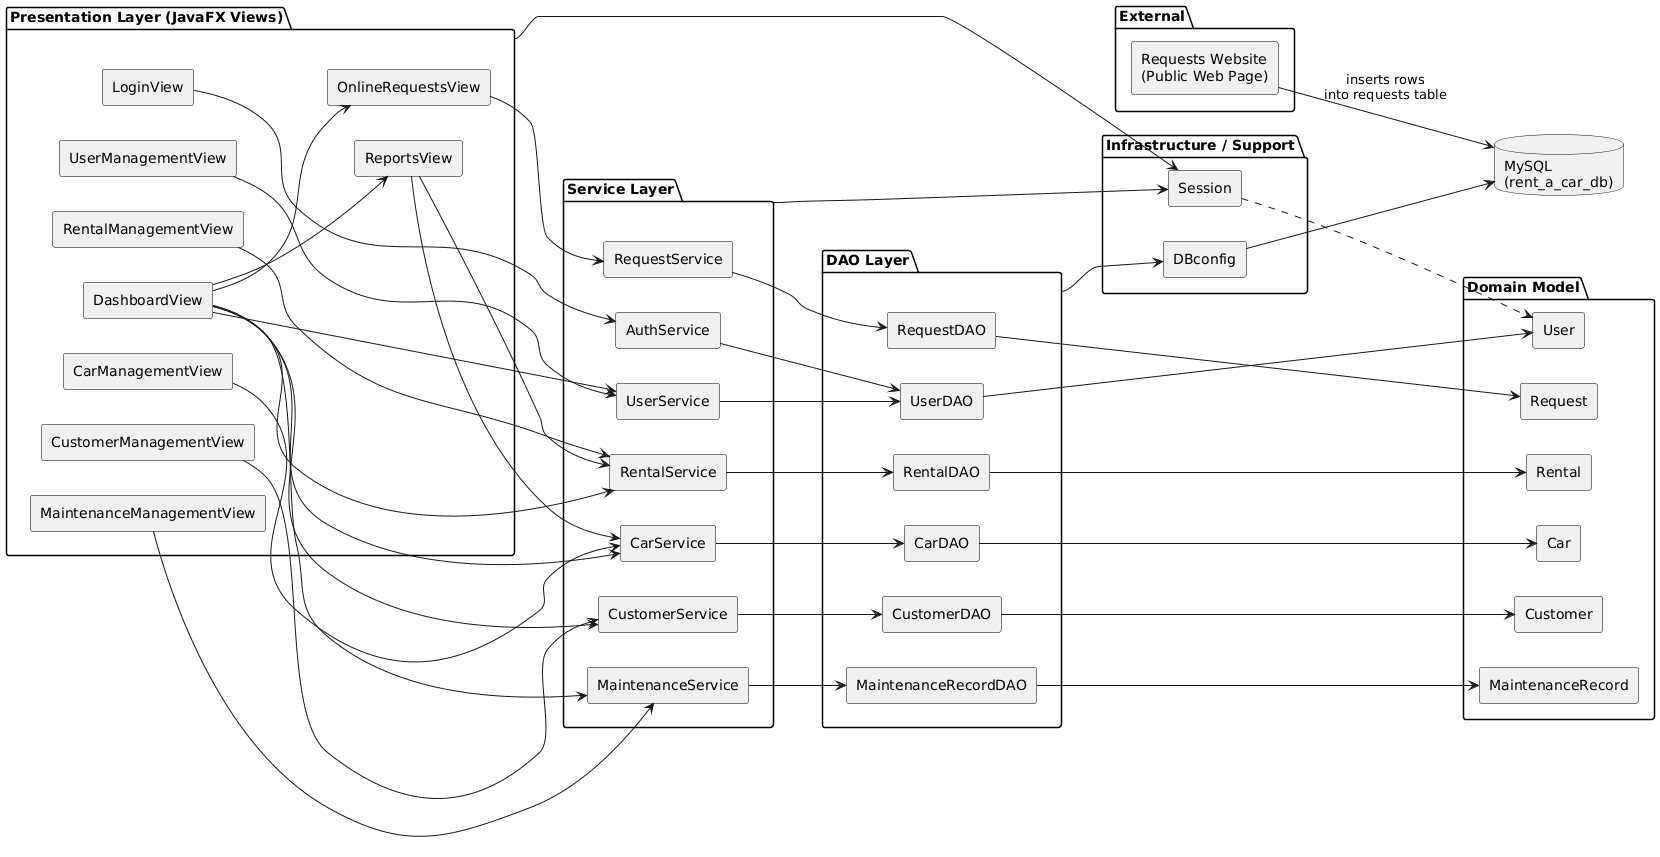 Presentation Layer (JavaFX Views)
LoginView
OnlineRequestsView
UserManagementView
ReportsView
RentalManagementView
DashboardView
CarManagementView
CustomerManagementView
MaintenanceManagementView
Service Layer
RequestService
AuthService
UserService
RentalService
CarService
CustomerService
MaintenanceService
DAO Layer
RequestDAO
UserDAO
RentalDAO
CarDAO
CustomerDAO
MaintenanceRecordDAO
External
Requests Website
(Public Web Page)
inserts rows
into requests table
Infrastructure / Support
Session
DBconfig
MySQL
(rent_a_car_db)
Domain Model
User
Request
Rental
Car
Customer
MaintenanceRecord